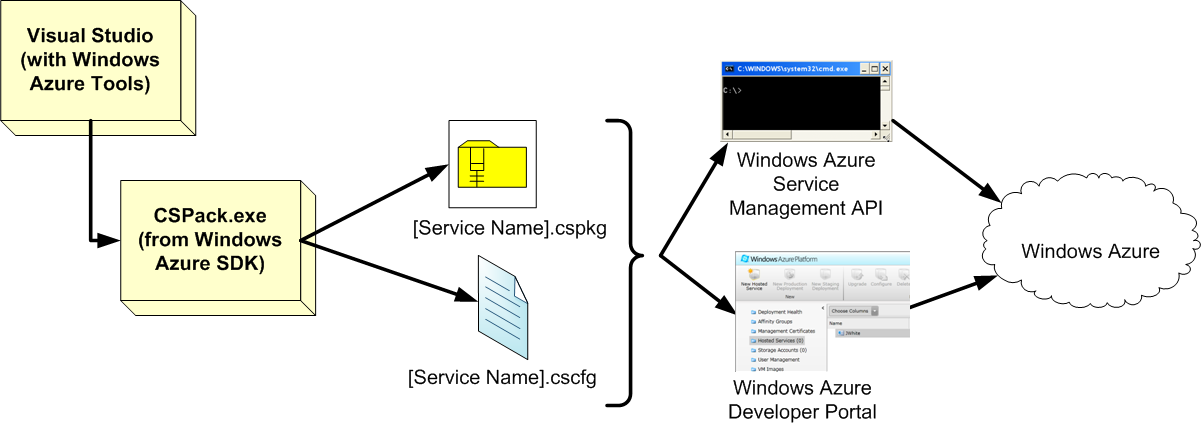 Visual Studio
(with Windows
Azure Tools)
CSPack.exe
(from Windows
Azure SDK)
[Service Name].cspkg
[Service Name].cscfg
C:\WINDOWS\system32\cmd.exe
C:\>
Windows Azure
Service
Management API
Windows Azure Platform
New Hosted
Service
New Production
Deployment
New Staging
Deployment
Upgrade
Configure
Delete
New
Deployment Health
Affinity Groups
Management Certificates
Hosted Services (0)
Storage Accounts (0)
User Management
VM Images
Choose Columns
Name
Windows Azure
Developer Portal
Windows Azure